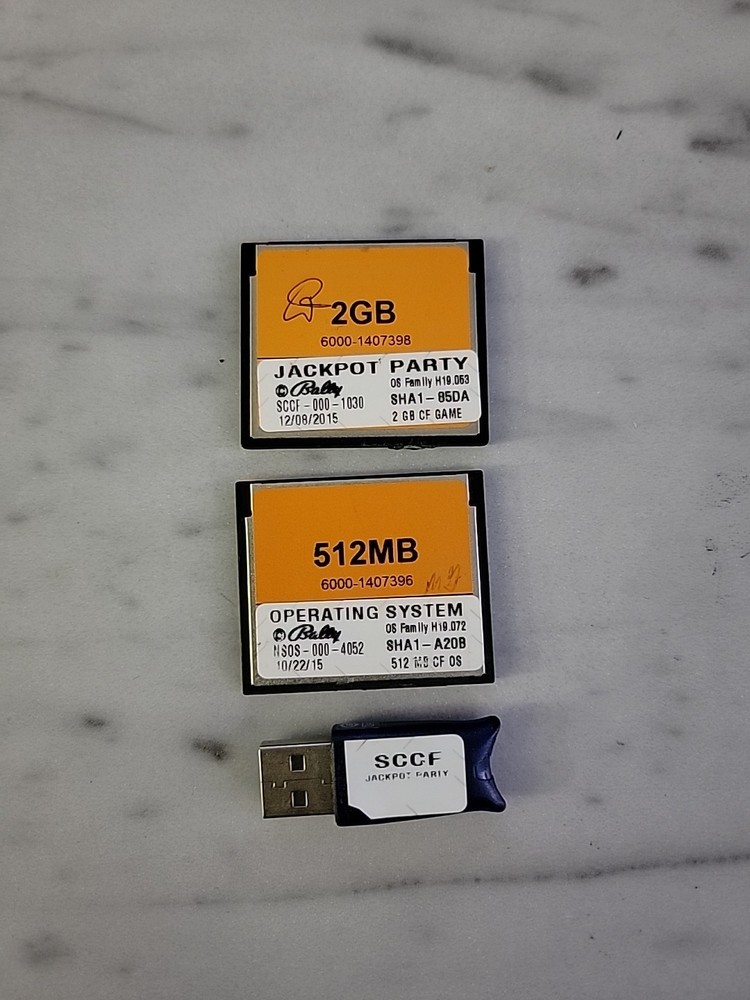 2GB
6000-1407398
JACKPOT PARTY
© Bally OS Family H19.053
SCCF-000-1030 SHA1-85DA
12/08/2015 2 GB CF GAME
512MB
6000-1407396
OPERATING SYSTEM
© Bally OS Family H19.072
NSOS-000-4052 SHA1-A20B
10/22/15 512 MB CF OS
SCCF
JACKPOT PARTY